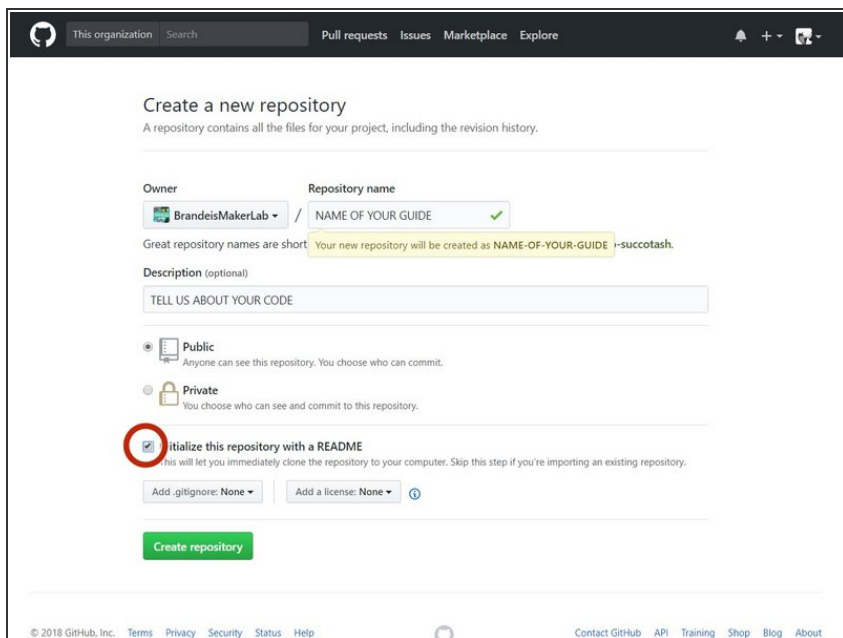 This organization Search Pull requests Issues Marketplace Explore
Create a new repository
A repository contains all the files for your project, including the revision history.
Owner Repository name
BrandeisMakerLab / NAME OF YOUR GUIDE
Great repository names are short Your new repository will be created as NAME-OF-YOUR-GUIDE -succotash.
Description (optional)
TELL US ABOUT YOUR CODE
Public
Anyone can see this repository. You choose who can commit.
Private
You choose who can see and commit to this repository.
itialize this repository with a README
This will let you immediately clone the repository to your computer. Skip this step if you're importing an existing repository.
Add .gitignore: None Add a license: None
Create repository
© 2018 GitHub, Inc. Terms Privacy Security Status Help Contact GitHub API Training Shop Blog About